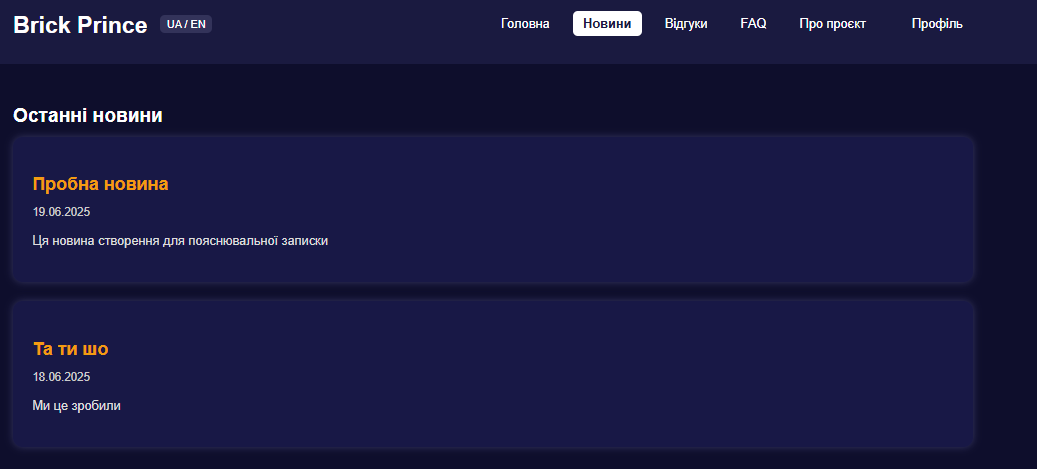 Brick Prince UA / EN Головна Новини Відгуки FAQ Про проєкт Профіль
Останні новини
Пробна новина
19.06.2025
Ця новина створення для пояснювальної записки
Та ти шо
18.06.2025
Ми це зробили